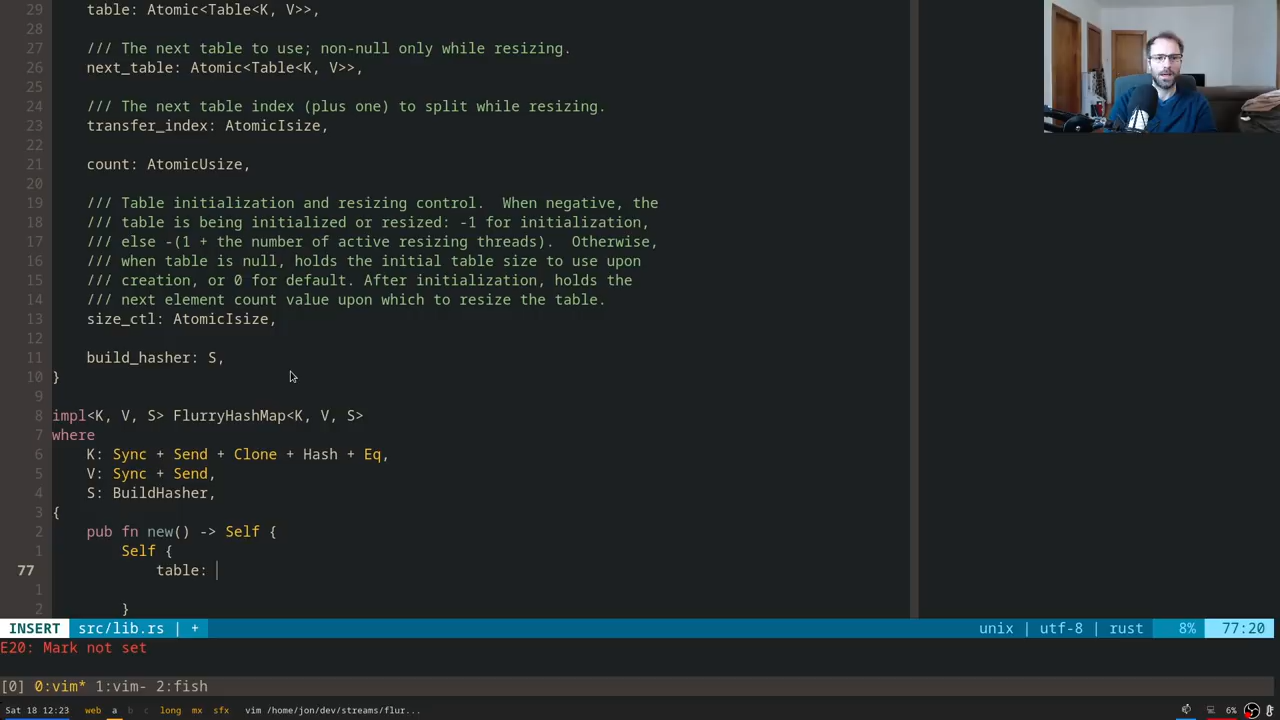 29 table: Atomic<Table<K, V>>,
28
27 /// The next table to use; non-null only while resizing.
26 next_table: Atomic<Table<K, V>>,
25
24 /// The next table index (plus one) to split while resizing.
23 transfer_index: AtomicIsize,
22
21 count: AtomicUsize,
20
19 /// Table initialization and resizing control.  When negative, the
18 /// table is being initialized or resized: -1 for initialization,
17 /// else -(1 + the number of active resizing threads).  Otherwise,
16 /// when table is null, holds the initial table size to use upon
15 /// creation, or 0 for default. After initialization, holds the
14 /// next element count value upon which to resize the table.
13 size_ctl: AtomicIsize,
12
11 build_hasher: S,
10 }
9
8 impl<K, V, S> FlurryHashMap<K, V, S>
7 where
6 K: Sync + Send + Clone + Hash + Eq,
5 V: Sync + Send,
4 S: BuildHasher,
3 {
2 pub fn new() -> Self {
1 Self {
77 table:
1
2 }
INSERT src/lib.rs | + unix | utf-8 | rust 8% 77:20
E20: Mark not set
[0] 0:vim* 1:vim- 2:fish
Sat 18 12:23 web a b c long mx sfx vim /home/jon/dev/streams/flur... 6%